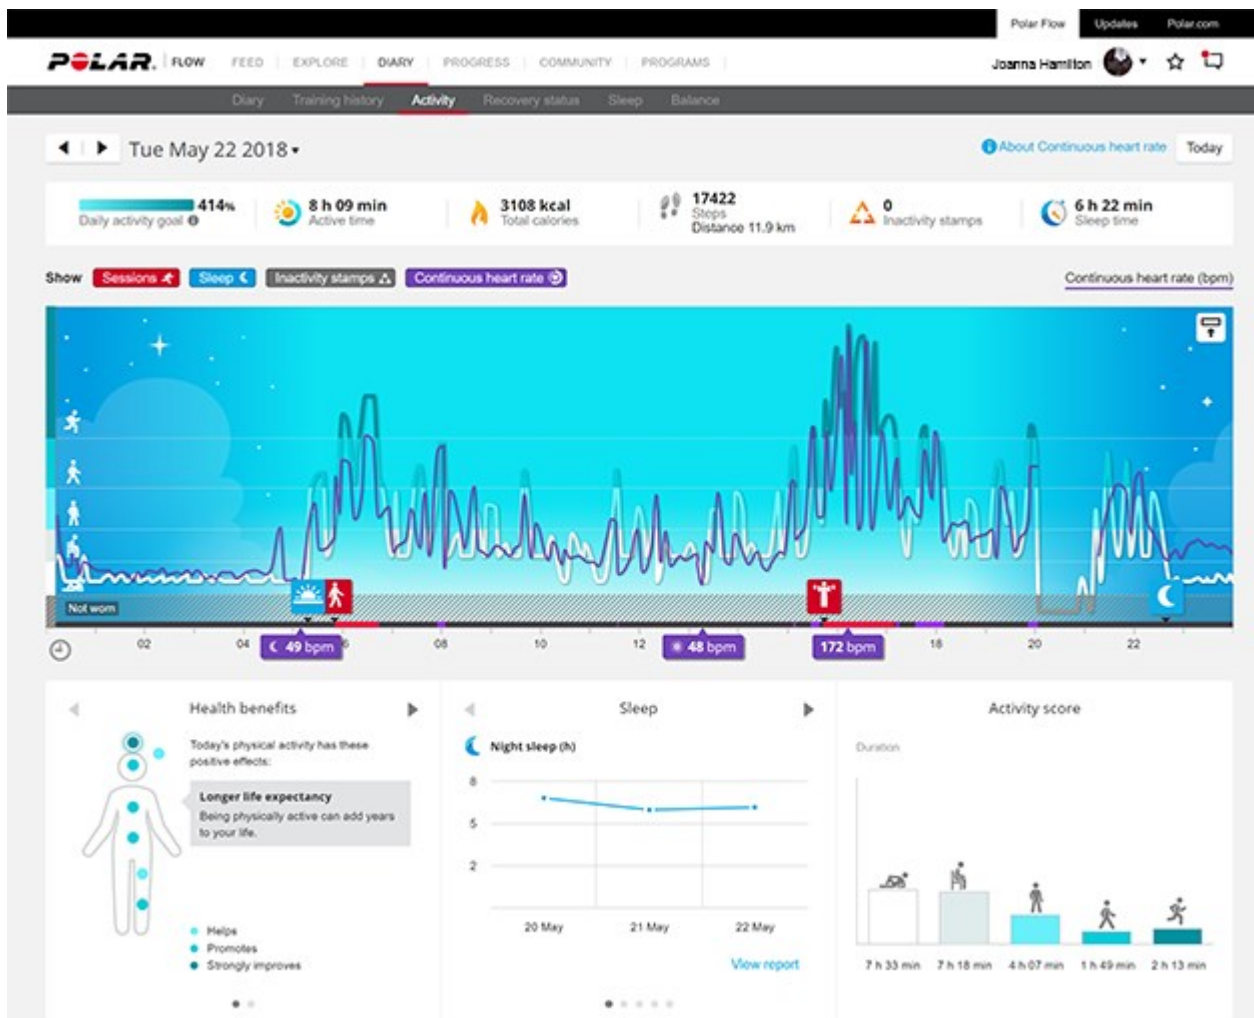 Polar Flow Updates Polar.com
POLAR. FLOW FEED EXPLORE DIARY PROGRESS COMMUNITY PROGRAMS Joanna Hamilton
Diary Training history Activity Recovery status Sleep Balance
Tue May 22 2018 About Continuous heart rate Today
414%
Daily activity goal
8 h 09 min
Active time
3108 kcal
Total calories
17422
Steps
Distance 11.9 km
0
Inactivity stamps
6 h 22 min
Sleep time
Show Sessions Sleep Inactivity stamps Continuous heart rate Continuous heart rate (bpm)
Not worn
02 04 6 08 10 12 16 18 20 22
49 bpm 48 bpm 172 bpm
Health benefits
Today's physical activity has these
positive effects:
Longer life expectancy
Being physically active can add years
to your life.
Helps
Promotes
Strongly improves
Sleep
Night sleep (h)
8
5
2
20 May 21 May 22 May
View report
Activity score
Duration
7 h 33 min 7 h 18 min 4 h 07 min 1 h 49 min 2 h 13 min